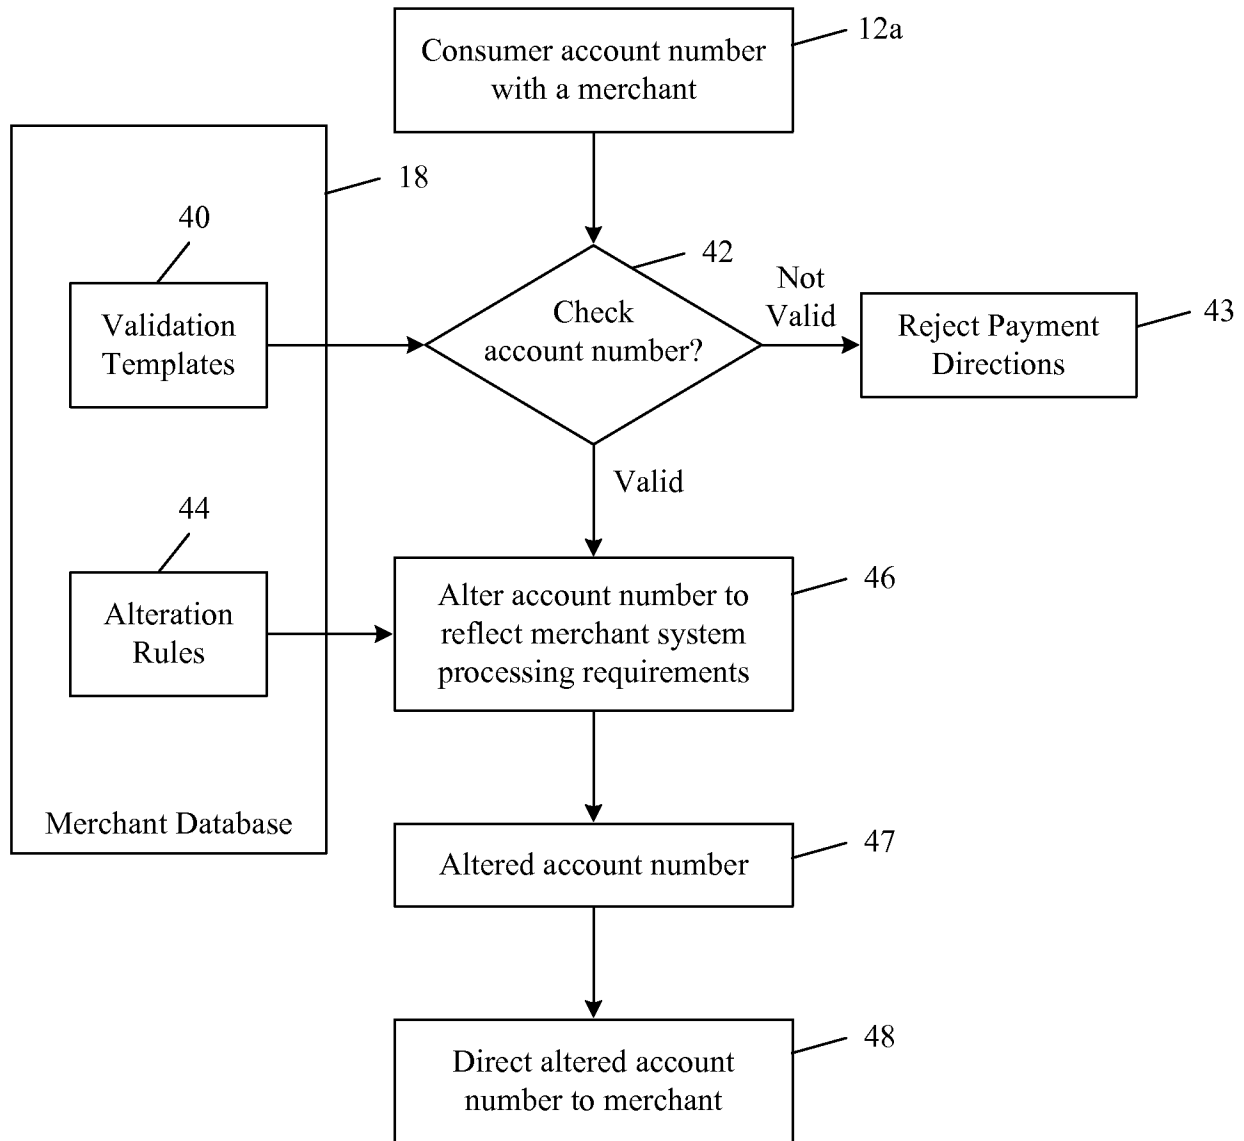 Consumer account number
with a merchant
12a
18
40
Validation
Templates
42
Check
account number?
Not
Valid
Reject Payment
Directions
43
Valid
44
Alteration
Rules
Alter account number to
reflect merchant system
processing requirements
46
Merchant Database
Altered account number
47
Direct altered account
number to merchant
48